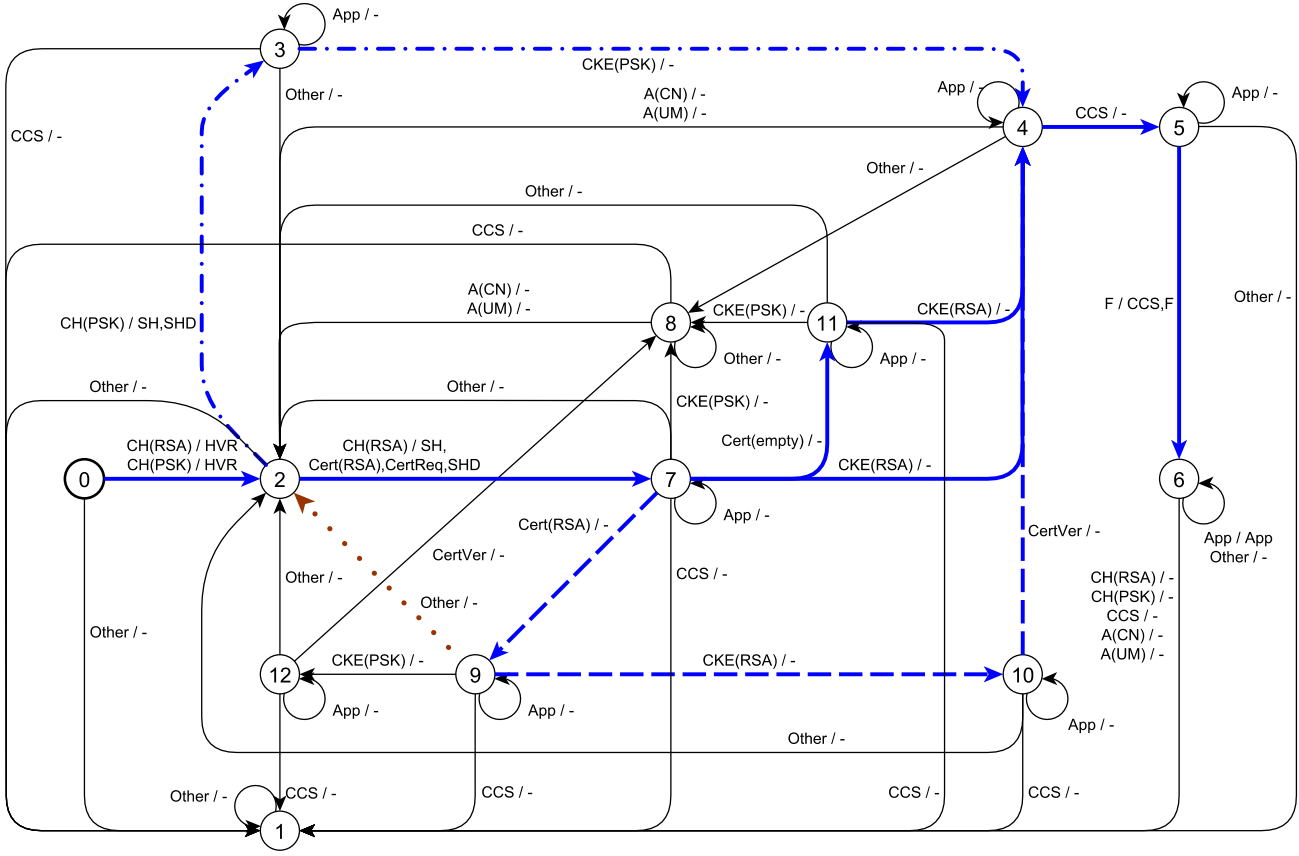 App / -
3
CKE(PSK) / -
Other / -
A(CN) / -
A(UM) / -
App / -
App / -
CCS / -
4
5
CCS / -
Other / -
Other / -
CCS / -
A(CN) / -
A(UM) / -
F / CCS,F
Other / -
CH(PSK) / SH,SHD
8
CKE(PSK) / -
11
CKE(RSA) / -
Other / -
App / -
Other / -
Other / -
CKE(PSK) / -
CH(RSA) / HVR
CH(PSK) / HVR
CH(RSA) / SH,
Cert(RSA),CertReq,SHD
Cert(empty) / -
CKE(RSA) / -
0
2
7
6
App / -
Cert(RSA) / -
CertVer / -
CertVer / -
App / App
Other / -
Other / -
CCS / -
CH(RSA) / -
CH(PSK) / -
CCS / -
A(CN) / -
A(UM) / -
Other / -
Other / -
12
CKE(PSK) / -
9
CKE(RSA) / -
10
App / -
App / -
App / -
Other / -
Other / -
CCS / -
CCS / -
CCS / -
CCS / -
1